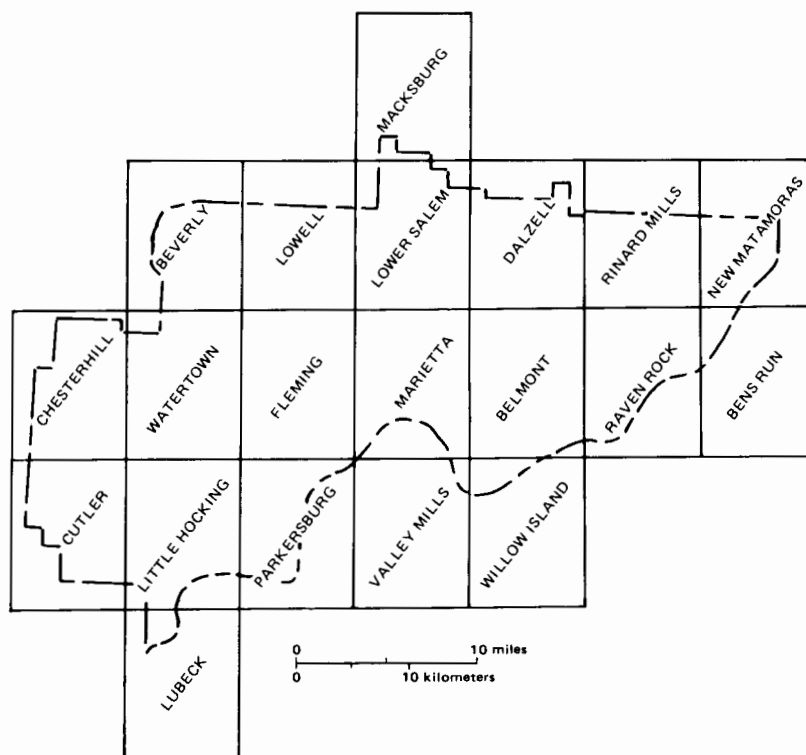 MACKSBURG
BEVERLY
LOWELL
LOWER SALEM
DALZELL
RINARD MILLS
NEW MATAMORAS
CHESTERHILL
WATERTOWN
FLEMING
MARIETTA
BELMONT
RAVEN ROCK
BENS RUN
CUTLER
LITTLE HOCKING
PARKERSBURG
VALLEY MILLS
WILLOW ISLAND
LUBECK
0 10 miles
0 10 kilometers